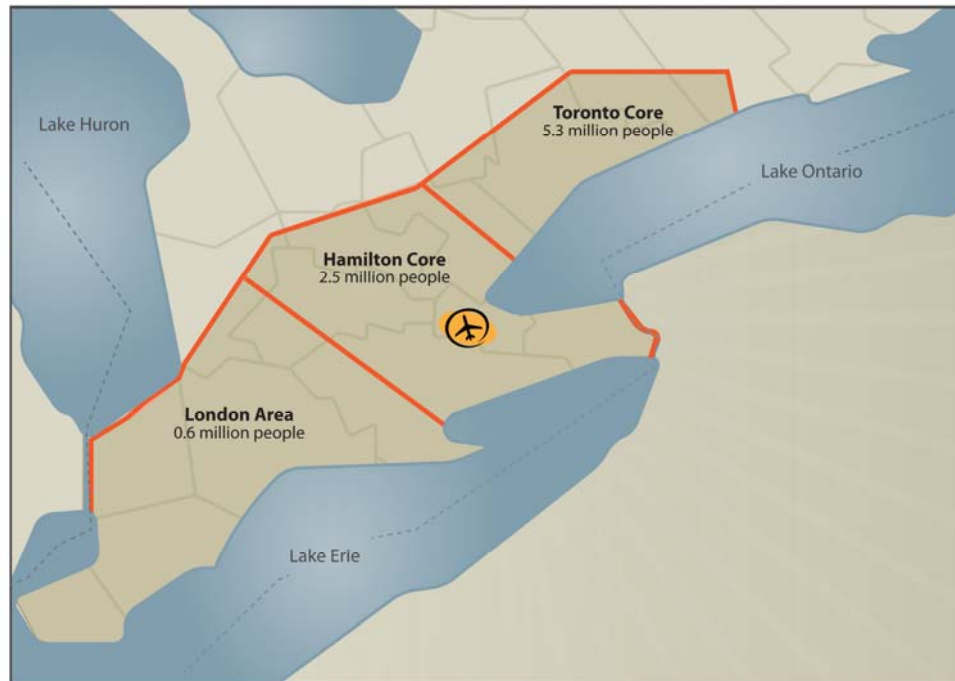 Toronto Core
5.3 million people
Lake Huron
Lake Ontario
Hamilton Core
2.5 million people
London Area
0.6 million people
Lake Erie